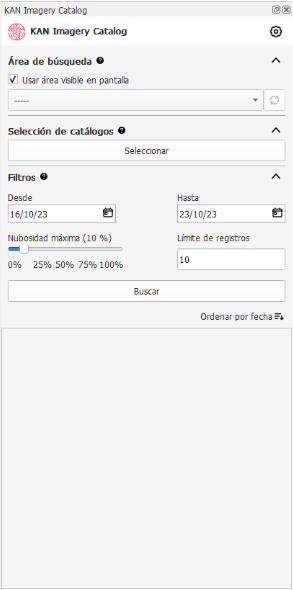 KAN Imagery Catalog
KAN Imagery Catalog
Área de búsqueda ?
Usar área visible en pantalla
-----
Selección de catálogos ?
Seleccionar
Filtros ?
Desde Hasta
16/10/23 23/10/23
Nubosidad máxima (10 %) Límite de registros
10
0% 25% 50% 75% 100%
Buscar
Ordenar por fecha